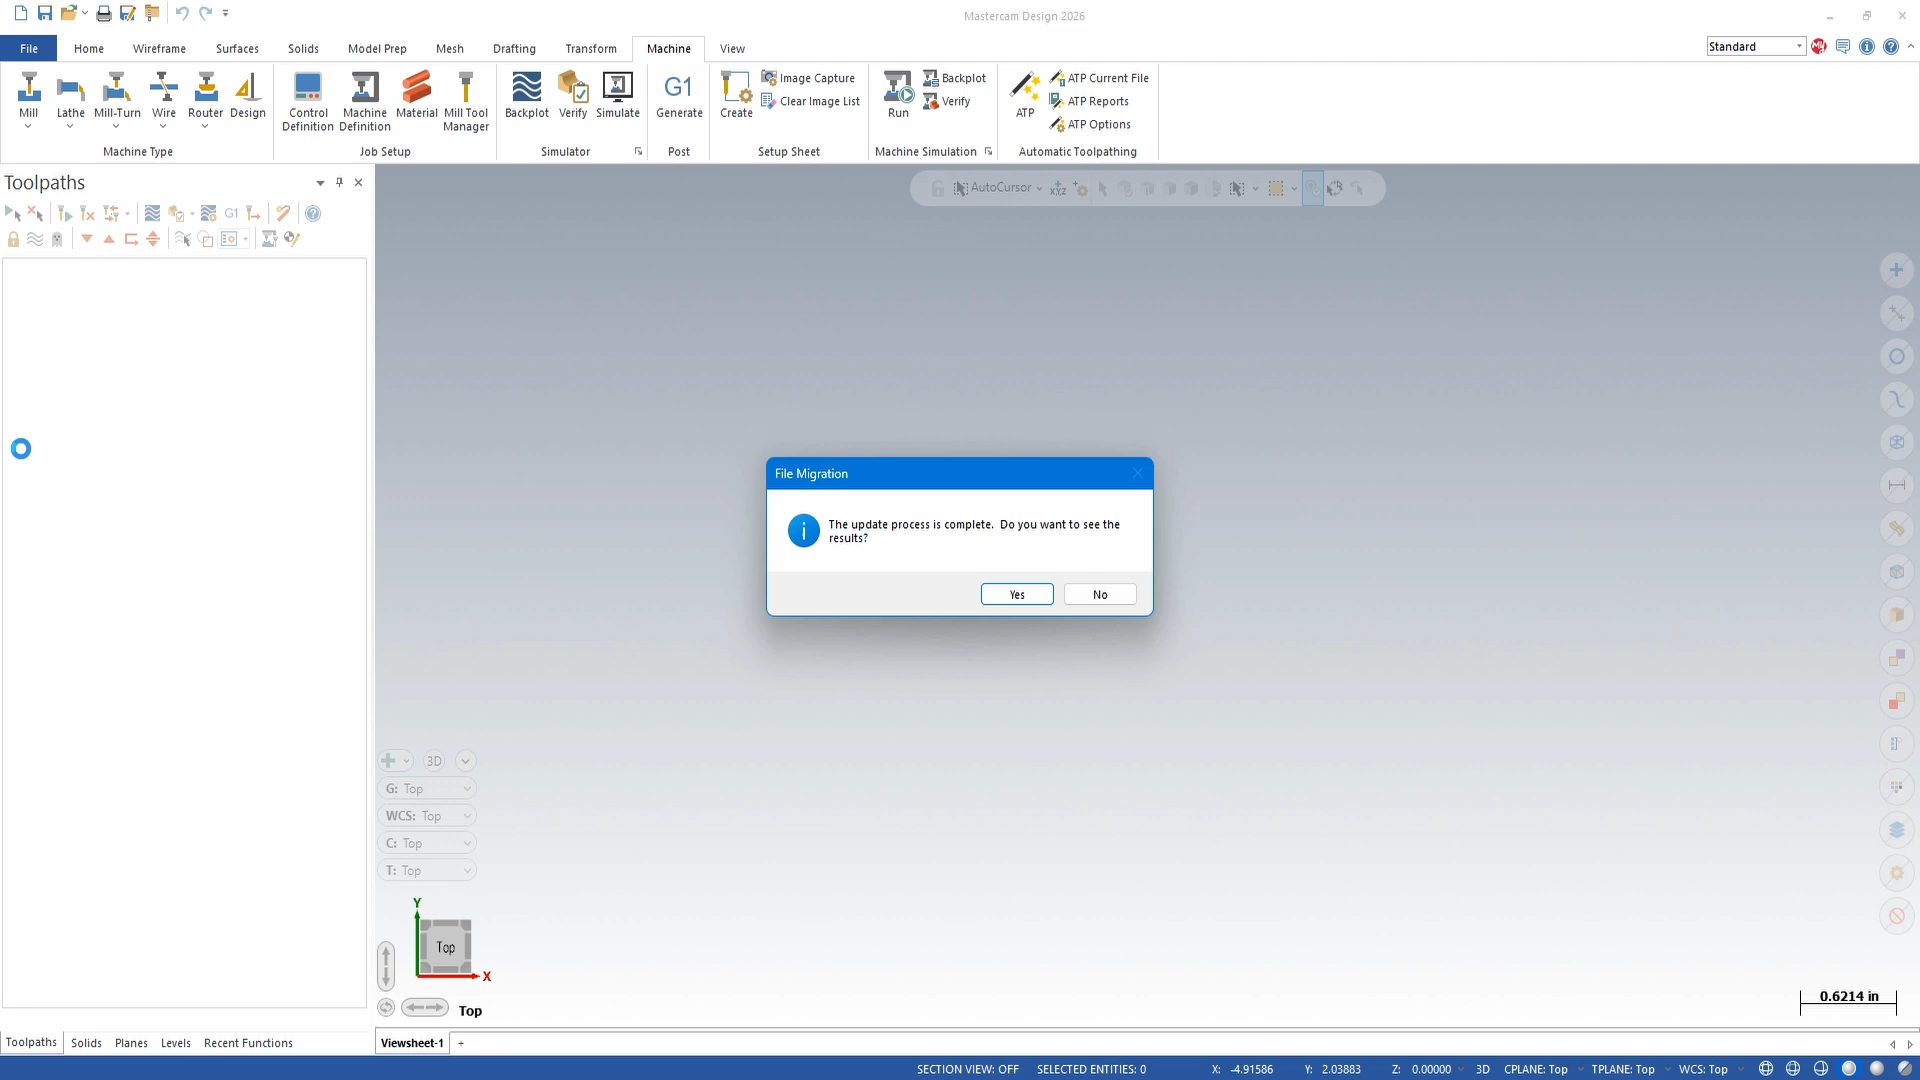 Mastercam Design 2026
File
Home
Wireframe
Surfaces
Solids
Model Prep
Mesh
Drafting
Transform
Machine
View
Standard
Mill
Lathe
Mill-Turn
Wire
Router
Design
Machine Type
Control
Definition
Machine
Definition
Material
Mill Tool
Manager
Job Setup
Backplot
Verify
Simulate
Simulator
G1
Generate
Post
Create
Image Capture
Clear Image List
Setup Sheet
Run
Backplot
Verify
Machine Simulation
ATP
ATP Current File
ATP Reports
ATP Options
Automatic Toolpathing
Toolpaths
G1
AutoCursor
XYZ
File Migration
The update process is complete. Do you want to see the
results?
Yes
No
3D
G: Top
WCS: Top
C: Top
T: Top
Y
Top
X
Top
0.6214 in
Toolpaths
Solids
Planes
Levels
Recent Functions
Viewsheet-1
+
SECTION VIEW: OFF
SELECTED ENTITIES: 0
X: -4.91586
Y: 2.03883
Z: 0.00000
3D
CPLANE: Top
TPLANE: Top
WCS: Top